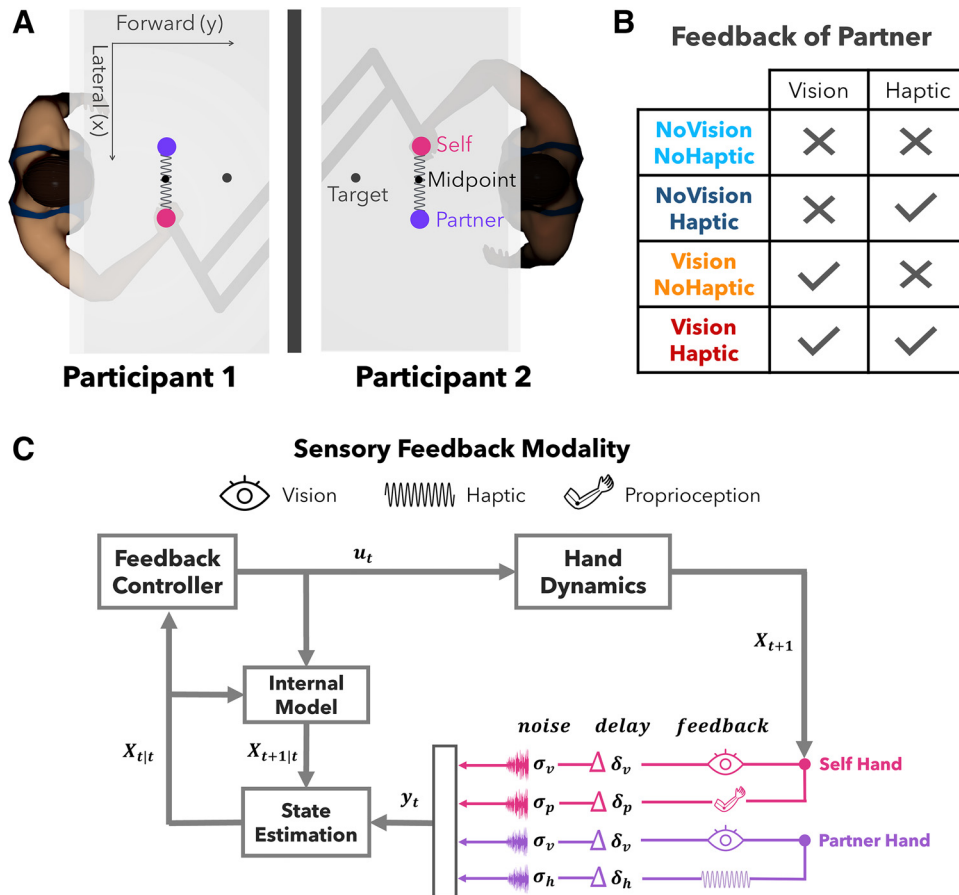 A
Forward (y)
Lateral (x)
Self
Target
Midpoint
Partner
Participant 1
Participant 2
B
Feedback of Partner
Vision Haptic
NoVision
NoHaptic
NoVision
Haptic
Vision
NoHaptic
Vision
Haptic
C
Sensory Feedback Modality
Vision Haptic Proprioception
Feedback
Controller
u_t
Hand
Dynamics
X_{t+1}
Internal
Model
X_{t|t}
X_{t+1|t}
State
Estimation
y_t
noise delay feedback
σ_v Δ δ_v Self Hand
σ_p Δ δ_p
σ_v Δ δ_v Partner Hand
σ_h Δ δ_h